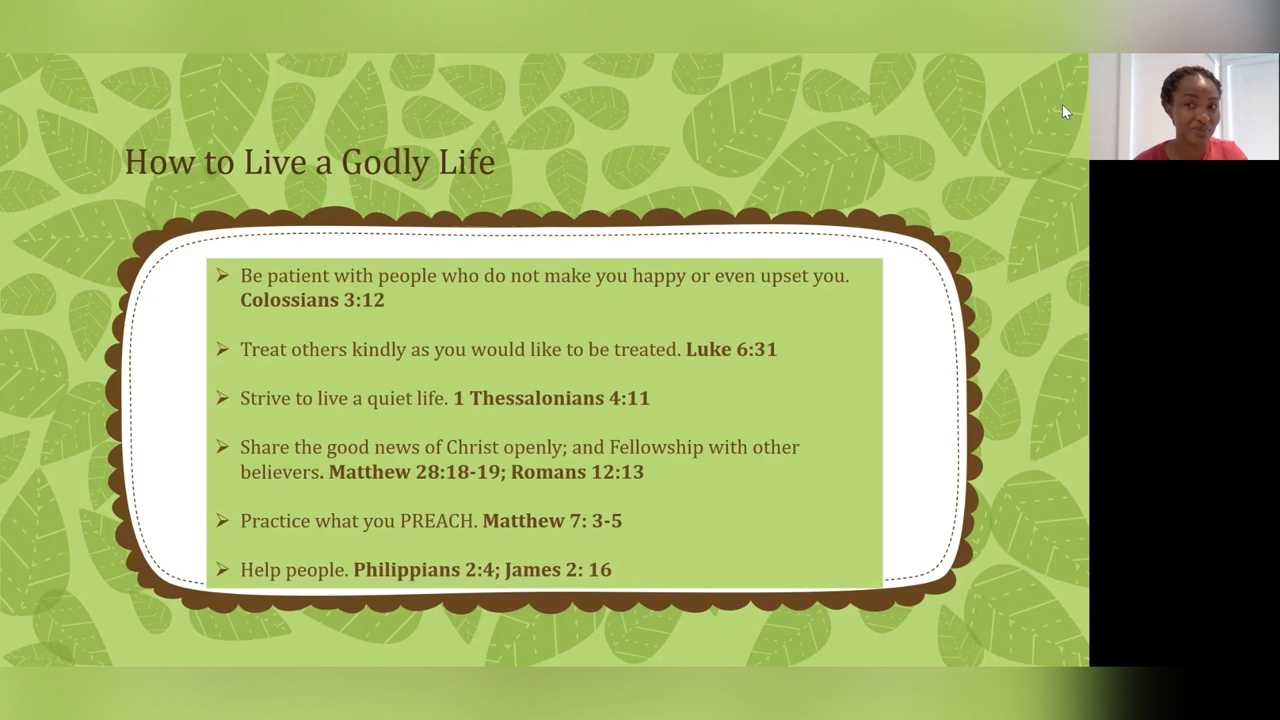 How to Live a Godly Life
➢ Be patient with people who do not make you happy or even upset you.
Colossians 3:12
➢ Treat others kindly as you would like to be treated. Luke 6:31
➢ Strive to live a quiet life. 1 Thessalonians 4:11
➢ Share the good news of Christ openly; and Fellowship with other
believers. Matthew 28:18-19; Romans 12:13
➢ Practice what you PREACH. Matthew 7: 3-5
➢ Help people. Philippians 2:4; James 2: 16